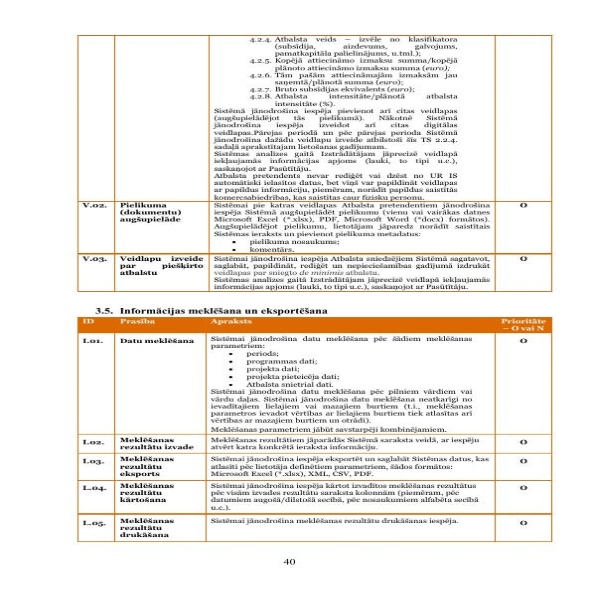 4.2.4. Atbalsta veids – izvēle no klasifikatora
(subsīdija, aizdevums, galvojums,
pamatkapitāla palielinājums, u.tml.);
4.2.5. Kopējā attiecināmo izmaksu summa/kopējā
plānoto attiecināmo izmaksu summa (euro);
4.2.6. Tām pašām attiecināmajām izmaksām jau
saņemtā/plānotā summa (euro);
4.2.7. Bruto subsīdijas ekvivalents (euro);
4.2.8. Atbalsta intensitāte/plānotā atbalsta
intensitāte (%).
Sistēmā jānodrošina iespēja pievienot arī citas veidlapas
(augšupielādējot tās pielikumā). Nākotnē Sistēmā
jānodrošina iespēja izveidot arī citas digitālas
veidlapas.Pārejas periodā un pēc pārejas perioda Sistēmā
jānodrošina dažādu veidlapu izveide atbilstoši šīs TS 2.2.4.
sadaļā aprakstītajam lietošanas gadījumam.
Sistēmas analīzes gaitā Izstrādātājam jāprecizē veidlapā
iekļaujamās informācijas apjoms (lauki, to tipi u.c.),
saskaņojot ar Pasūtītāju.
Atbalsta pretendents nevar rediģēt vai dzēst no UR IS
automātiski ielasītos datus, bet viņš var papildināt veidlapas
ar papildus informāciju, piemēram, norādīt papildus saistītās
komercsabiedrības, kas saistītas caur fizisku personu.
V.02. Pielikuma Sistēmai pie katras veidlapas Atbalsta pretendentiem jānodrošina O
(dokumentu) iespēja Sistēmā augšupielādēt pielikumu (vienu vai vairākas datnes
augšupielāde Microsoft Excel (*.xlsx), PDF, Microsoft Word (*docx) formātos).
Augšupielādējot pielikumu, lietotājam jāparedz norādīt saistītais
Sistēmas ieraksts un pievienot pielikuma metadatus:
• pielikuma nosaukums;
• komentārs.
V.03. Veidlapu izveide Sistēmai jānodrošina iespēja Atbalsta sniedzējiem Sistēmā sagatavot, O
par piešķirto saglabāt, papildināt, rediģēt un nepieciešamības gadījumā izdrukāt
atbalstu veidlapas par sniegto de minimis atbalstu.
Sistēmas analīzes gaitā Izstrādātājam jāprecizē veidlapā iekļaujamās
informācijas apjoms (lauki, to tipi u.c.), saskaņojot ar Pasūtītāju.
3.5. Informācijas meklēšana un eksportēšana
ID Prasība Apraksts Prioritāte
– O vai N
L.01. Datu meklēšana Sistēmai jānodrošina datu meklēšana pēc šādiem meklēšanas O
parametriem:
• periods;
• programmas dati;
• projekta dati;
• projekta pieteicēja dati;
• Atbalsta snietrial dati.
Sistēmai jānodrošina datu meklēšana pēc pilniem vārdiem vai
vārdu daļas. Sistēmai jānodrošina datu meklēšana neatkarīgi no
ievadītajiem lielajiem vai mazajiem burtiem (t.i., meklēšanas
parametros ievadot vērtības ar lielajiem burtiem tiek atlasītas arī
vērtības ar mazajiem burtiem un otrādi).
Meklēšanas parametriem jābūt savstarpēji kombinējamiem.
L.02. Meklēšanas Meklēšanas rezultātiem jāparādās Sistēmā saraksta veidā, ar iespēju O
rezultātu izvade atvērt katra konkrētā ieraksta informāciju.
L.03. Meklēšanas Sistēmai jānodrošina iespēja eksportēt un saglabāt Sistēmas datus, kas O
rezultātu atlasīti pēc lietotāja definētiem parametriem, šādos formātos:
eksports Microsoft Excel (*.xlsx), XML, CSV, PDF.
L.04. Meklēšanas Sistēmai jānodrošina iespēja kārtot izvadītos meklēšanas rezultātus O
rezultātu pēc visām izvades rezultātu saraksta kolonnām (piemēram, pēc
kārtošana datumiem augošā/dilstošā secībā, pēc nosaukumiem alfabēta secībā
u.c.).
L.05. Meklēšanas Sistēmai jānodrošina meklēšanas rezultātu drukāšanas iespēja. O
rezultātu
drukāšana
40